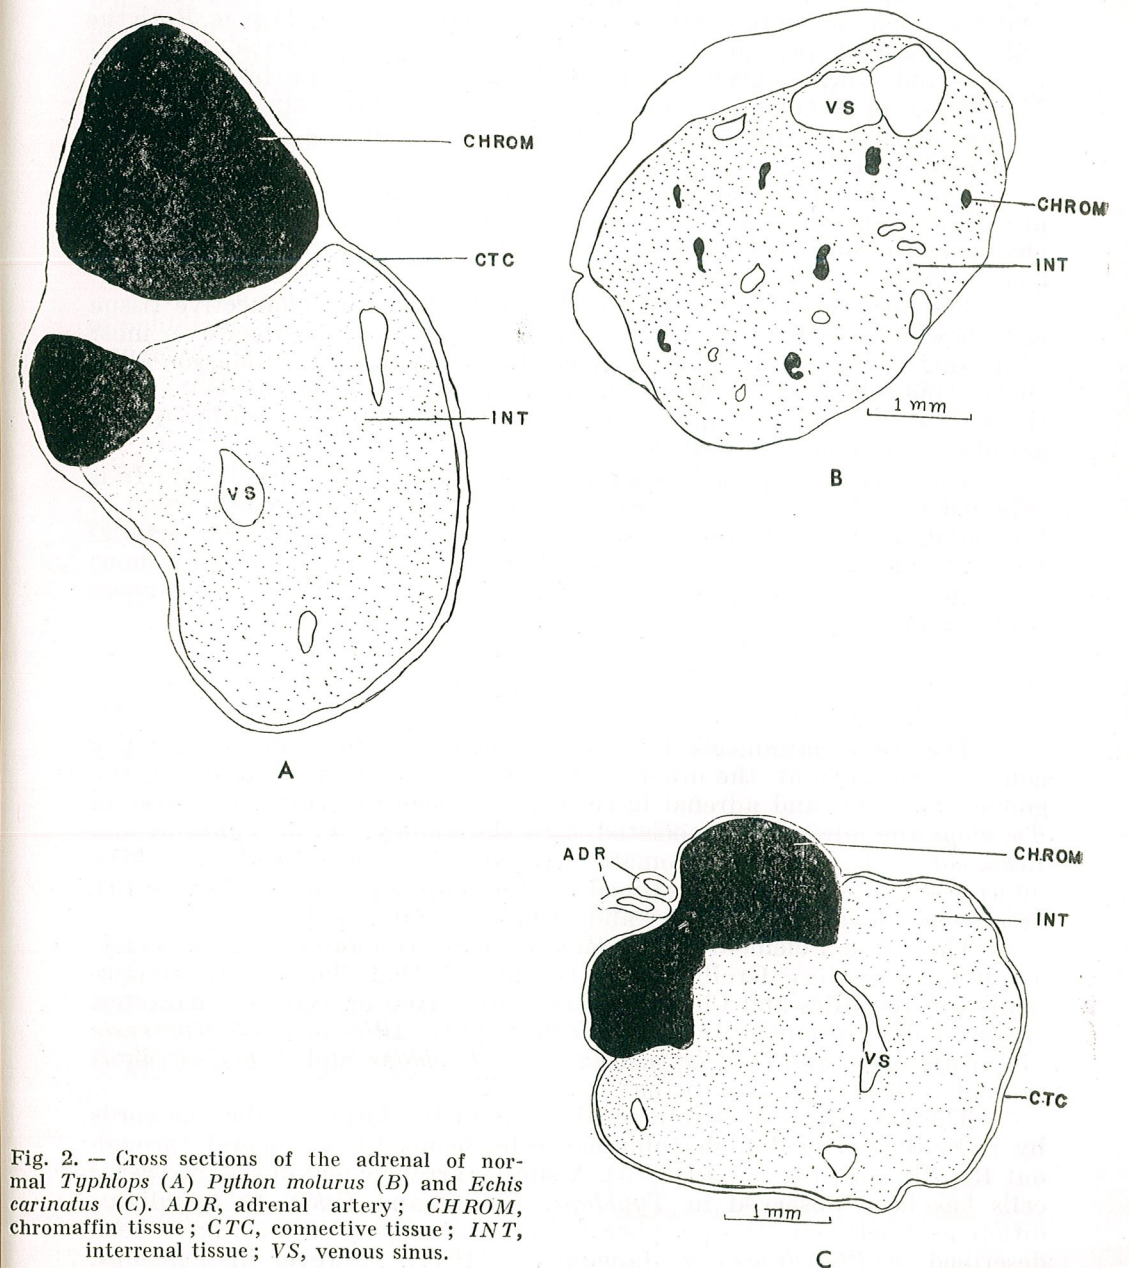 CHROM
CTC
INT
VS
A
VS
CHROM
INT
1 mm
B
ADR
CHROM
INT
VS
CTC
1 mm
C
Fig. 2. — Cross sections of the adrenal of nor-
mal Typhlops (A) Python molurus (B) and Echis
carinatus (C). ADR, adrenal artery; CHROM,
chromaffin tissue; CTC, connective tissue; INT,
interrenal tissue; VS, venous sinus.